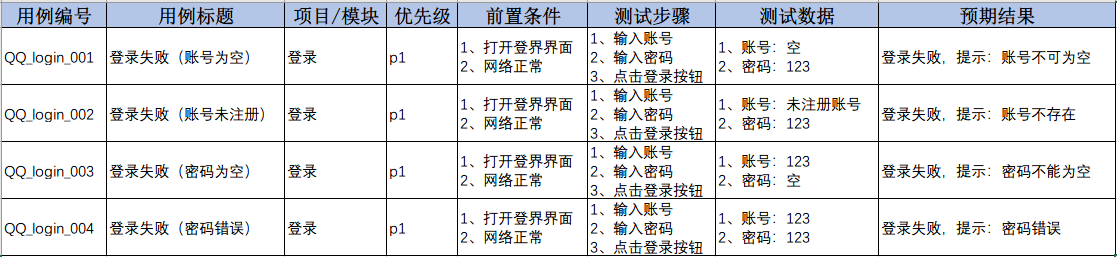 用例编号 用例标题 项目/模块 优先级 前置条件 测试步骤 测试数据 预期结果
QQ_login_001 登录失败（账号为空） 登录 p1 1、打开登界界面 2、网络正常 1、输入账号 2、输入密码 3、点击登录按钮 1、账号：空 2、密码：123 登录失败，提示：账号不可为空
QQ_login_002 登录失败（账号未注册） 登录 p1 1、打开登界界面 2、网络正常 1、输入账号 2、输入密码 3、点击登录按钮 1、账号：未注册账号 2、密码：123 登录失败，提示：账号不存在
QQ_login_003 登录失败（密码为空） 登录 p1 1、打开登界界面 2、网络正常 1、输入账号 2、输入密码 3、点击登录按钮 1、账号：123 2、密码：空 登录失败，提示：密码不能为空
QQ_login_004 登录失败（密码错误） 登录 p1 1、打开登界界面 2、网络正常 1、输入账号 2、输入密码 3、点击登录按钮 1、账号：123 2、密码：123 登录失败，提示：密码错误